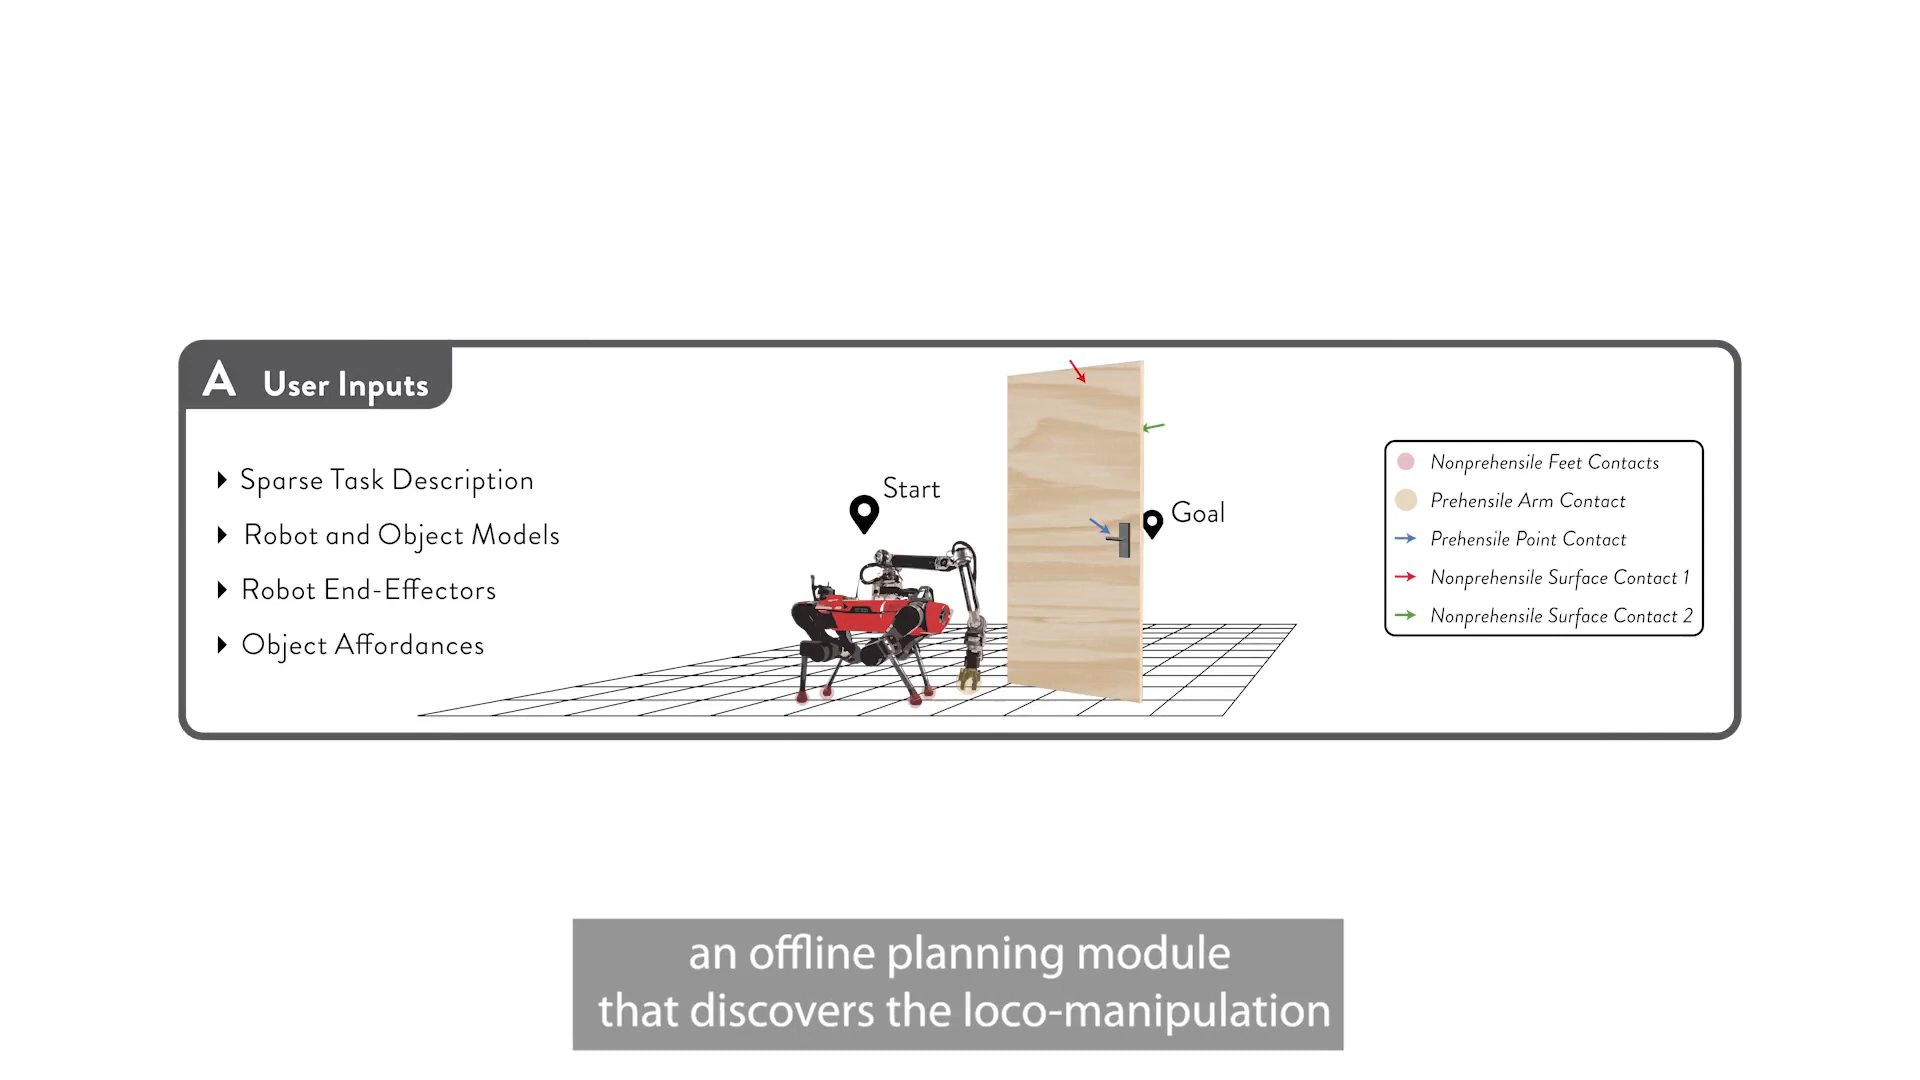 A User Inputs
Sparse Task Description
Robot and Object Models
Robot End-Effectors
Object Affordances
Start
Goal
Nonprehensile Feet Contacts
Prehensile Arm Contact
Prehensile Point Contact
Nonprehensile Surface Contact 1
Nonprehensile Surface Contact 2
an offline planning module
that discovers the loco-manipulation